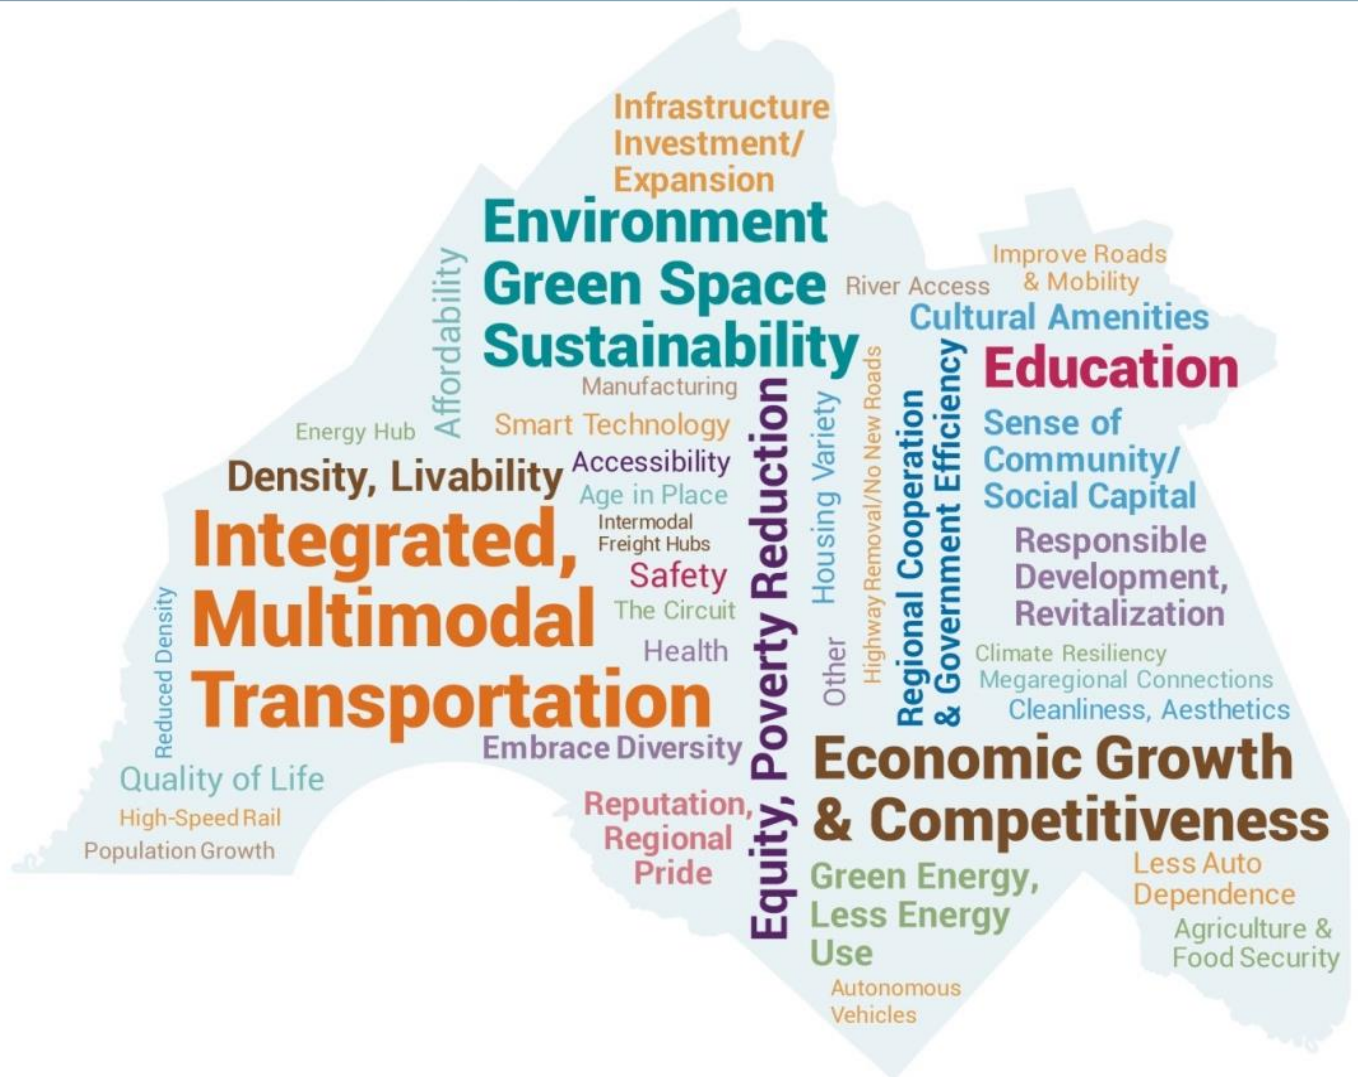 Infrastructure
Investment/
Expansion
Environment
Green Space
Sustainability
Affordability
River Access
Improve Roads
& Mobility
Cultural Amenities
Education
Manufacturing
Smart Technology
Energy Hub
Density, Livability
Accessibility
Age in Place
Intermodal
Freight Hubs
Safety
The Circuit
Health
Integrated,
Multimodal
Transportation
Reduced Density
Embrace Diversity
Quality of Life
High-Speed Rail
Population Growth
Reputation,
Regional
Pride
Equity, Poverty Reduction
Housing Variety
Other
Highway Removal/No New Roads
Regional Cooperation
& Government Efficiency
Sense of
Community/
Social Capital
Responsible
Development,
Revitalization
Climate Resiliency
Megaregional Connections
Cleanliness, Aesthetics
Economic Growth
& Competitiveness
Green Energy,
Less Energy
Use
Less Auto
Dependence
Agriculture &
Food Security
Autonomous
Vehicles